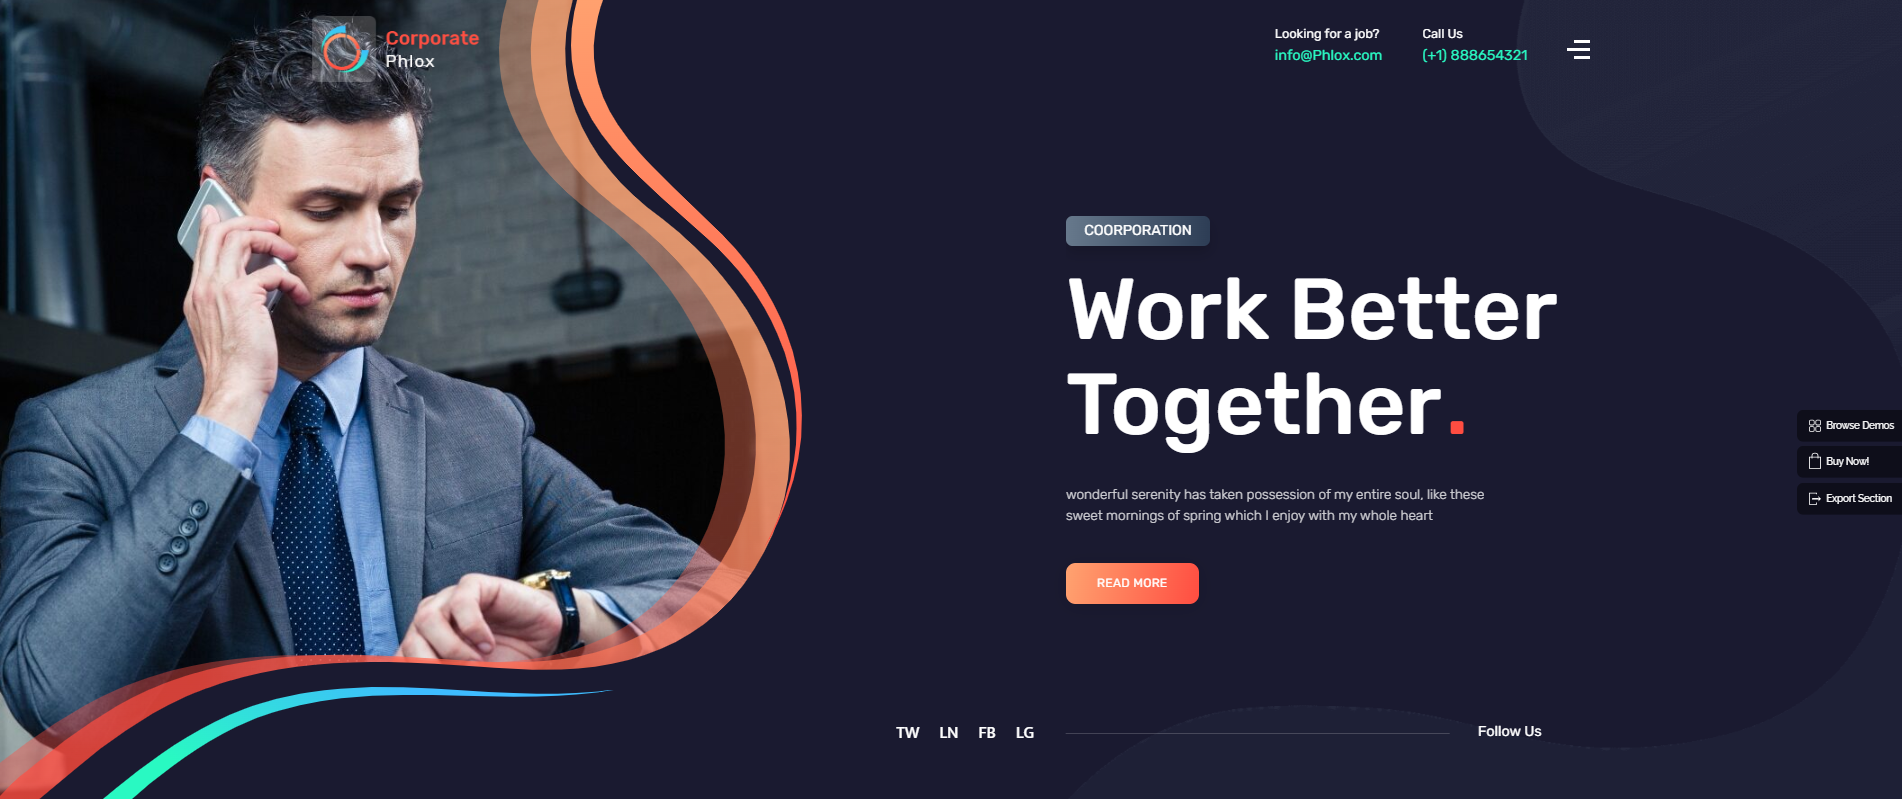 Corporate
Phlox
Looking for a job?
info@Phlox.com
Call Us
(+1) 888654321
COORPORATION
Work Better
Together.
wonderful serenity has taken possession of my entire soul, like these
sweet mornings of spring which I enjoy with my whole heart
READ MORE
Browse Demos
Buy Now!
Export Section
TW LN FB LG
Follow Us